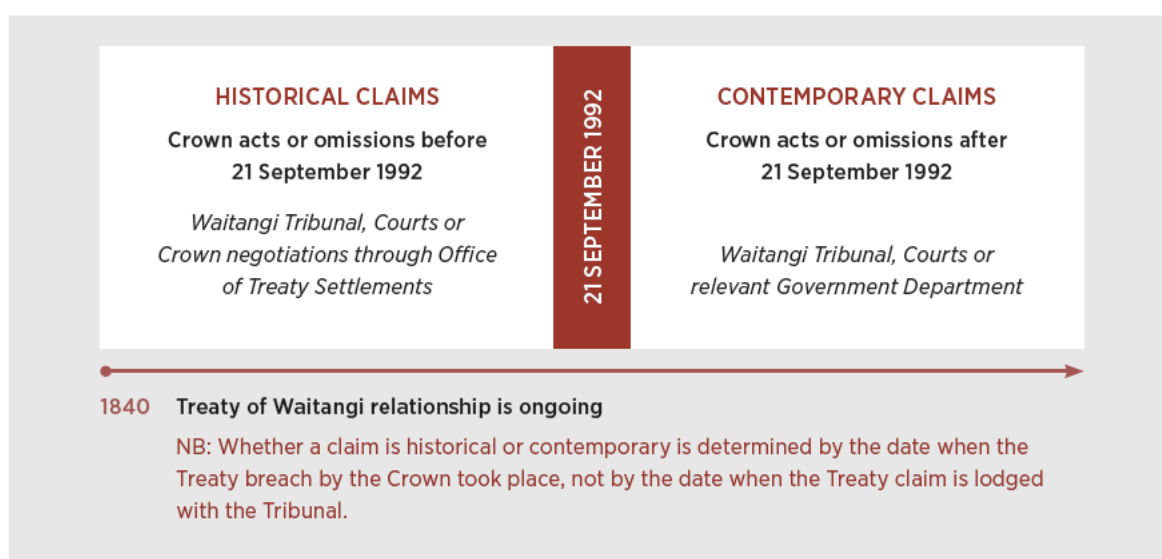 HISTORICAL CLAIMS
Crown acts or omissions before
21 September 1992
Waitangi Tribunal, Courts or
Crown negotiations through Office
of Treaty Settlements
21 SEPTEMBER 1992
CONTEMPORARY CLAIMS
Crown acts or omissions after
21 September 1992
Waitangi Tribunal, Courts or
relevant Government Department
1840 Treaty of Waitangi relationship is ongoing
NB: Whether a claim is historical or contemporary is determined by the date when the
Treaty breach by the Crown took place, not by the date when the Treaty claim is lodged
with the Tribunal.